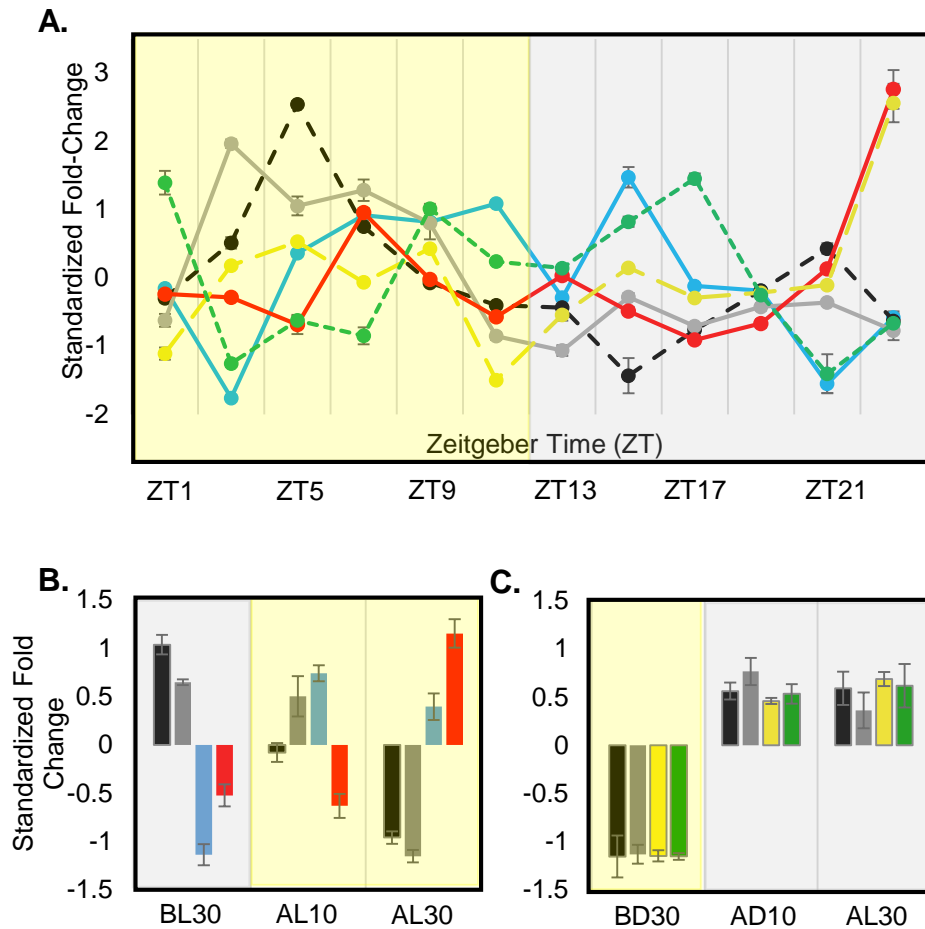 A.
Standardized Fold-Change
3
2
1
0
-1
-2
Zeitgeber Time (ZT)
ZT1 ZT5 ZT9 ZT13 ZT17 ZT21
B.
Standardized Fold
Change
1.5
1
0.5
0
-0.5
-1
-1.5
BL30 AL10 AL30
C.
1.5
1
0.5
0
-0.5
-1
-1.5
BD30 AD10 AL30